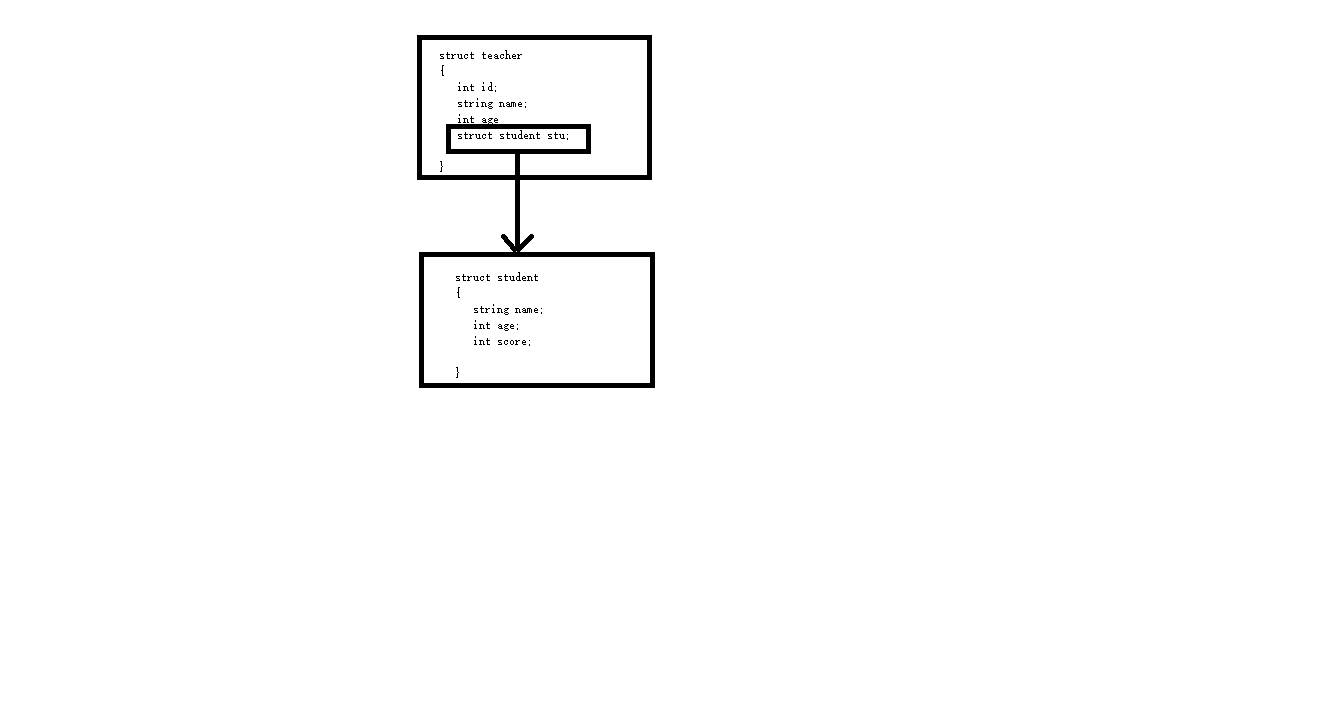 struct teacher
{
int id;
string name;
int age
struct student stu;
}
struct student
{
string name;
int age;
int score;
}